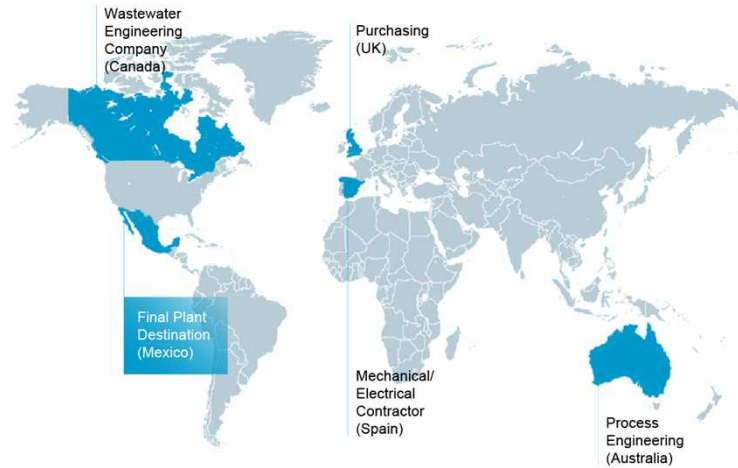 Wastewater
Engineering
Company
(Canada)
Purchasing
(UK)
Final Plant
Destination
(Mexico)
Mechanical/
Electrical
Contractor
(Spain)
Process
Engineering
(Australia)